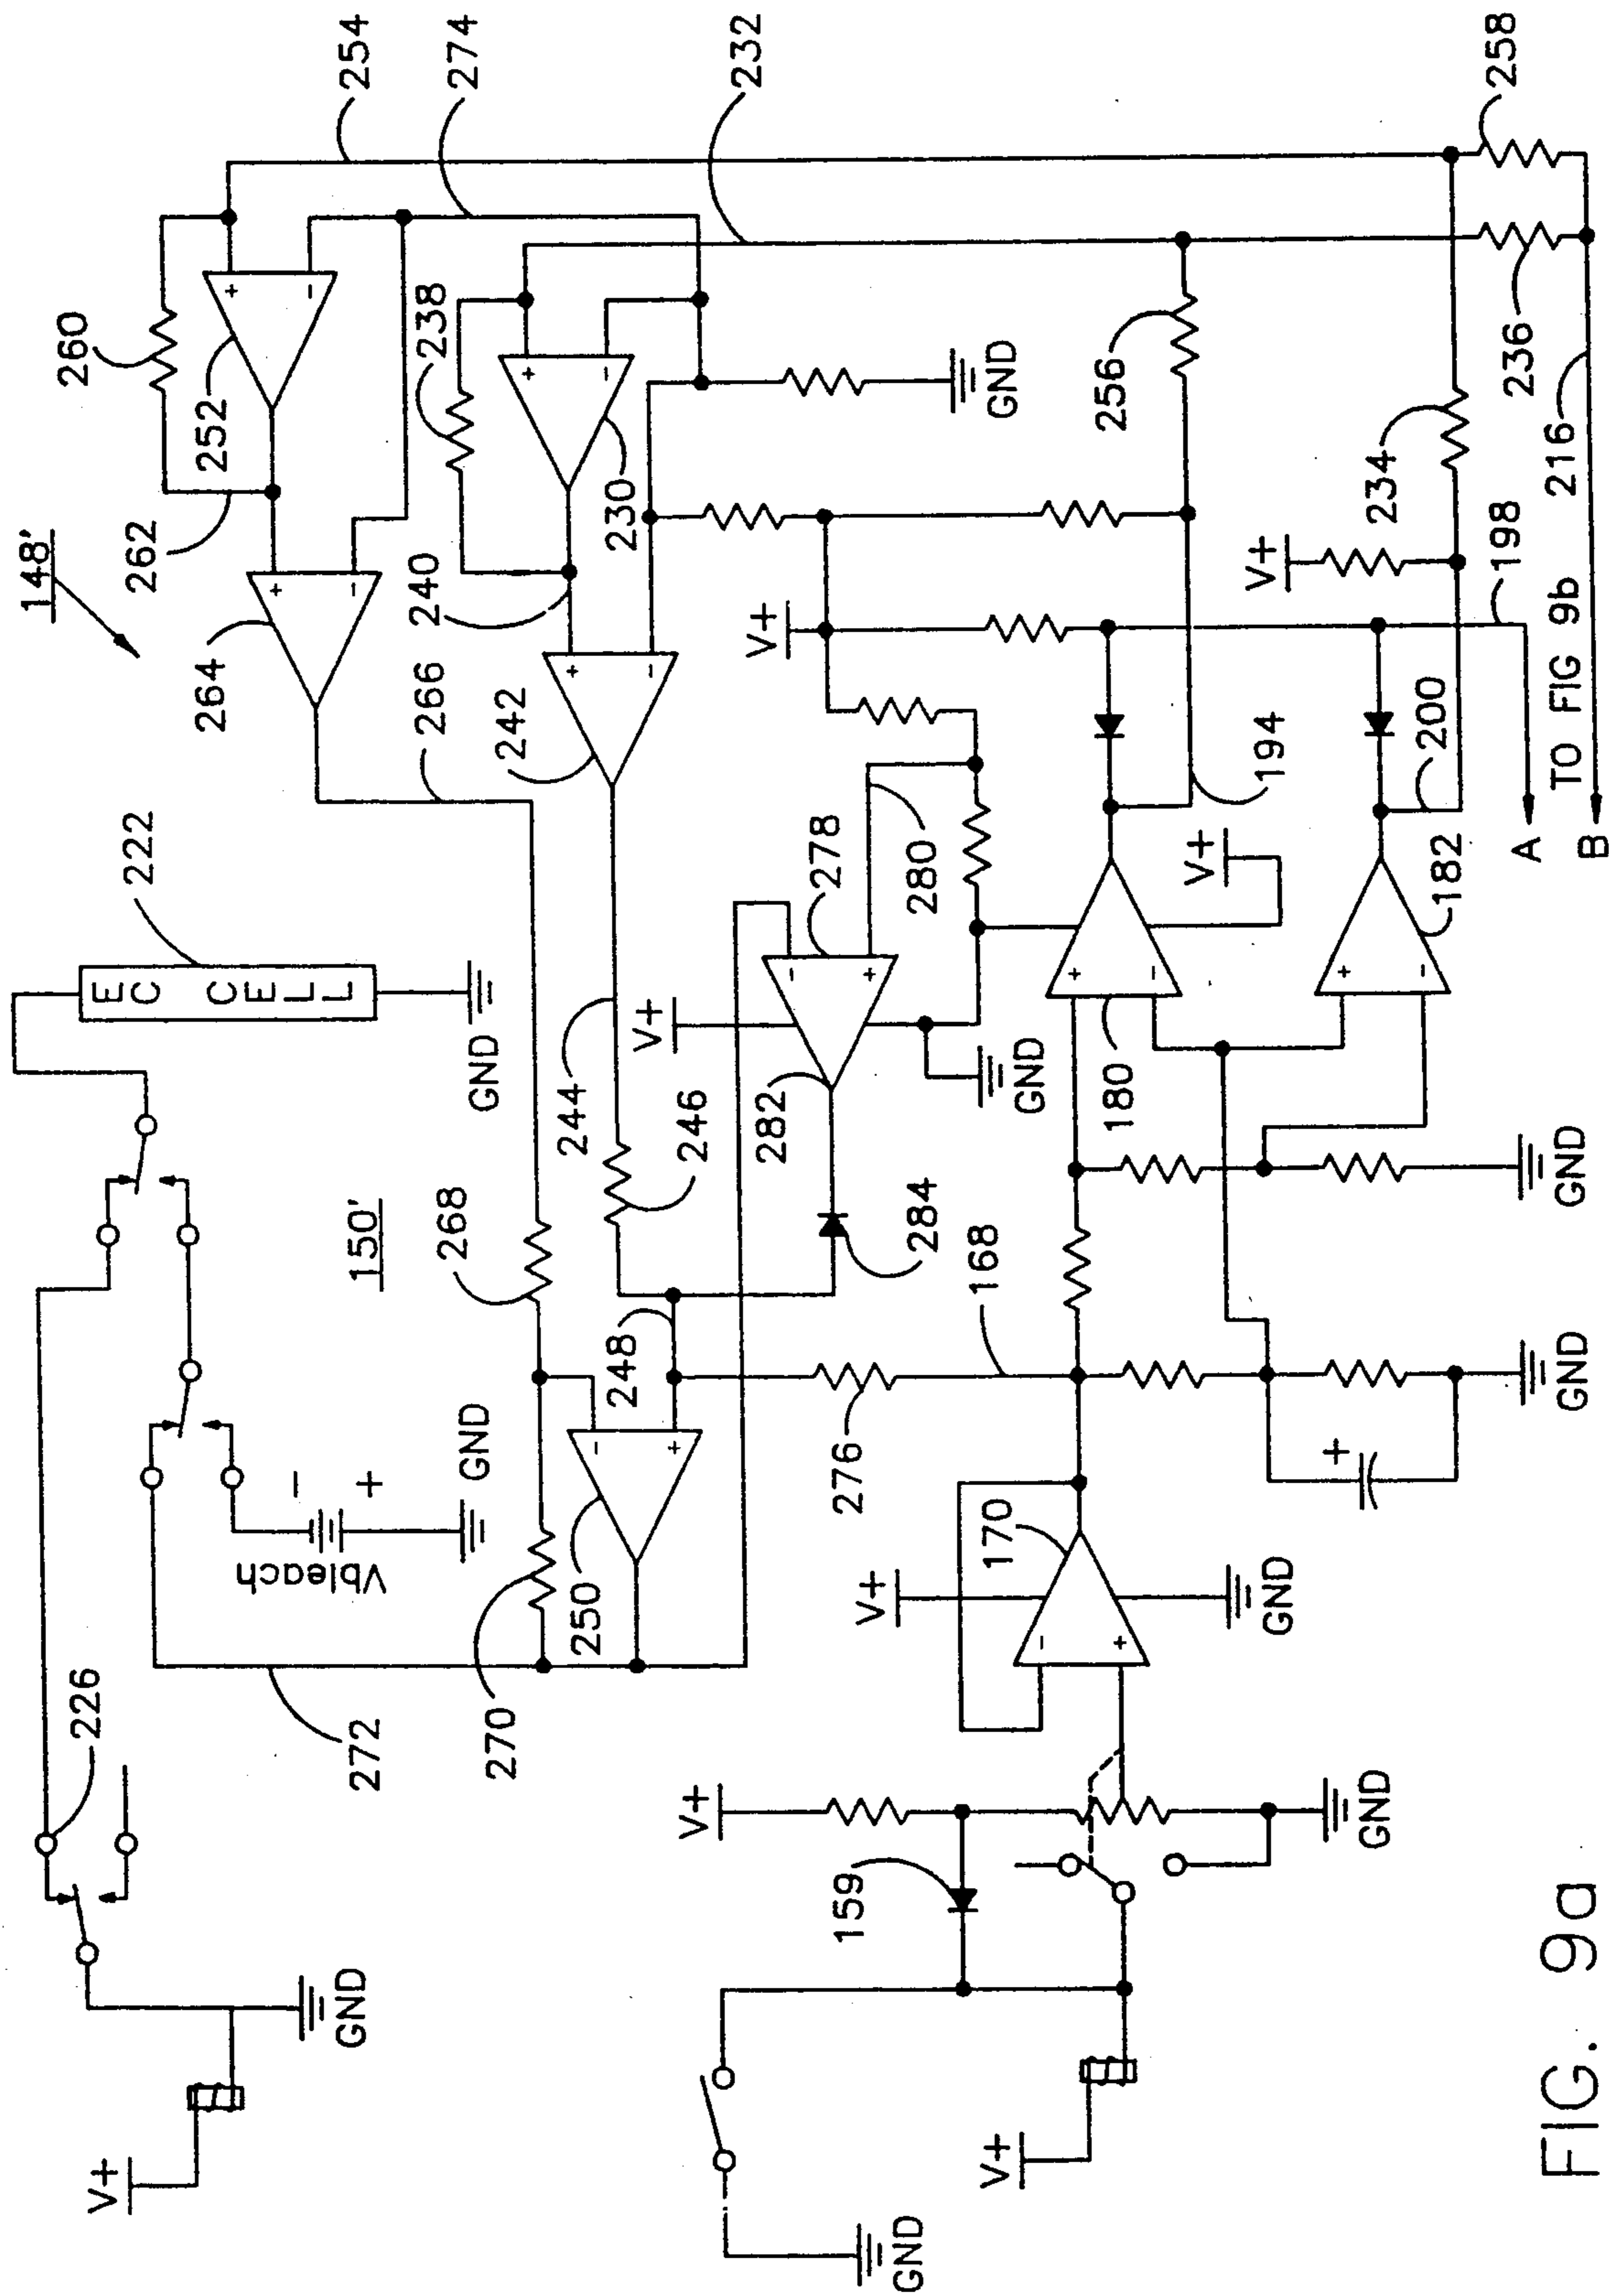 148'
260
262
252
254
264
V+
226
222
EC CELL
Vbleach
-
+
GND
272
GND
150'
GND
266
268
240
238
274
270
250
244
242
230
248
246
V+
V+
232
GND
282
278
159
V+
276
284
280
GND
V+
170
168
180
256
V+
194
V+
GND
GND
GND
GND
GND
+
182
200
234
258
GND
A
TO FIG 9b
198
236
B
216
FIG. 9a